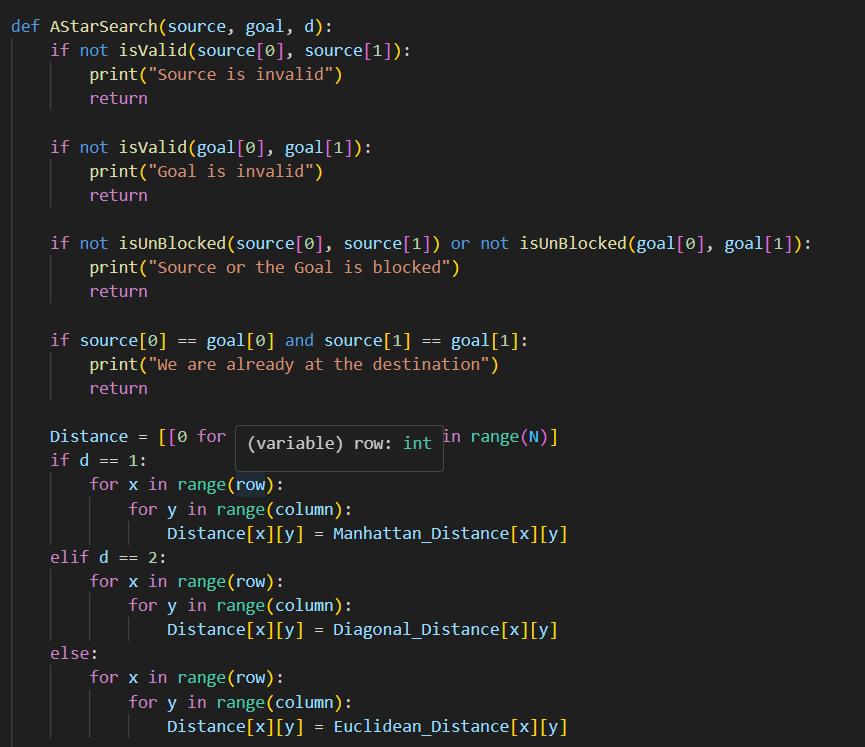 def AStarSearch(source, goal, d):
    if not isValid(source[0], source[1]):
        print("Source is invalid")
        return

    if not isValid(goal[0], goal[1]):
        print("Goal is invalid")
        return

    if not isUnBlocked(source[0], source[1]) or not isUnBlocked(goal[0], goal[1]):
        print("Source or the Goal is blocked")
        return

    if source[0] == goal[0] and source[1] == goal[1]:
        print("We are already at the destination")
        return

    Distance = [[0 for in range(N)]
(variable) row: int
    if d == 1:
        for x in range(row):
            for y in range(column):
                Distance[x][y] = Manhattan_Distance[x][y]
    elif d == 2:
        for x in range(row):
            for y in range(column):
                Distance[x][y] = Diagonal_Distance[x][y]
    else:
        for x in range(row):
            for y in range(column):
                Distance[x][y] = Euclidean_Distance[x][y]